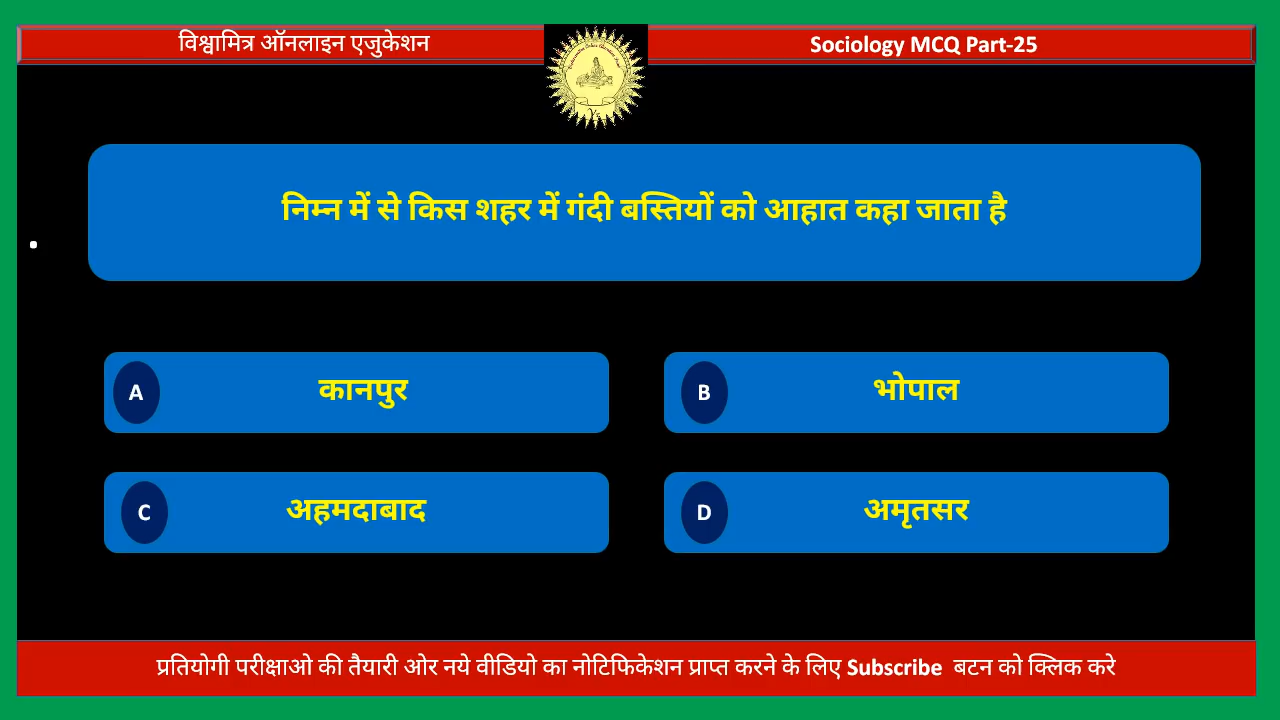 विश्वामित्र ऑनलाइन एजुकेशन
Sociology MCQ Part-25
निम्न में से किस शहर में गंदी बस्तियों को आहात कहा जाता है
A कानपुर
B भोपाल
C अहमदाबाद
D अमृतसर
प्रतियोगी परीक्षाओ की तैयारी ओर नये वीडियो का नोटिफिकेशन प्राप्त करने के लिए Subscribe बटन को क्लिक करे